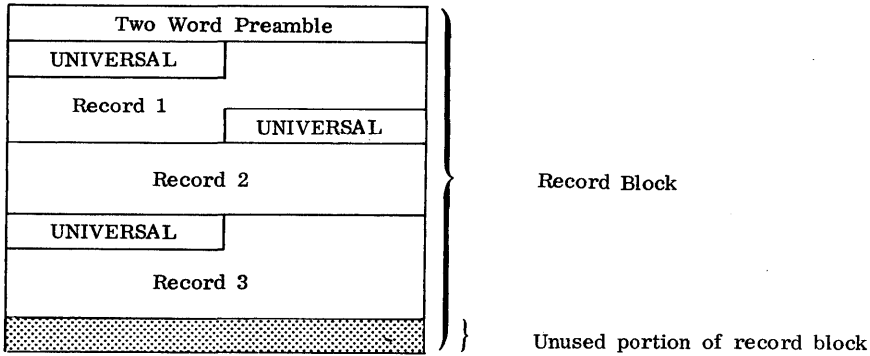 Two Word Preamble
UNIVERSAL
Record 1
UNIVERSAL
Record 2
Record Block
UNIVERSAL
Record 3
Unused portion of record block